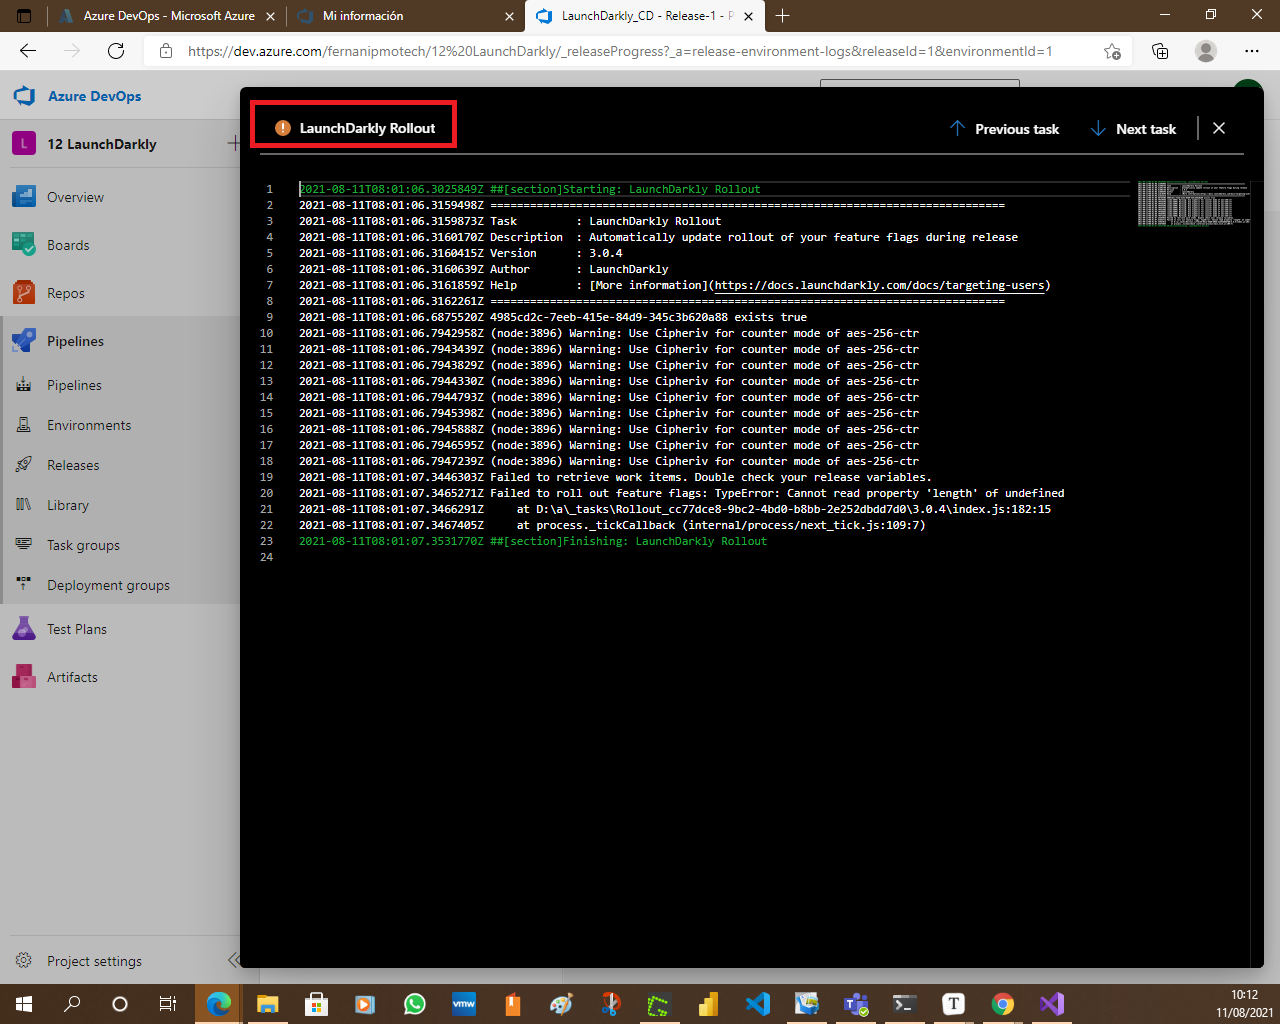 Azure DevOps - Microsoft Azure
Mi información
LaunchDarkly_CD - Release-1 - P
https://dev.azure.com/fernanipmotech/12%20LaunchDarkly/_releaseProgress?_a=release-environment-logs&releaseId=1&environmentId=1
Azure DevOps
L 12 LaunchDarkly
Overview
Boards
Repos
Pipelines
Pipelines
Environments
Releases
Library
Task groups
Deployment groups
Test Plans
Artifacts
Project settings
LaunchDarkly Rollout
Previous task
Next task
1 2021-08-11T08:01:06.3025849Z ##[section]Starting: LaunchDarkly Rollout
2 2021-08-11T08:01:06.3159498Z ==============================================================================
3 2021-08-11T08:01:06.3159873Z Task         : LaunchDarkly Rollout
4 2021-08-11T08:01:06.3160170Z Description  : Automatically update rollout of your feature flags during release
5 2021-08-11T08:01:06.3160415Z Version      : 3.0.4
6 2021-08-11T08:01:06.3160639Z Author       : LaunchDarkly
7 2021-08-11T08:01:06.3161859Z Help         : [More information](https://docs.launchdarkly.com/docs/targeting-users)
8 2021-08-11T08:01:06.3162261Z ==============================================================================
9 2021-08-11T08:01:06.6875520Z 4985cd2c-7eeb-415e-84d9-345c3b620a88 exists true
10 2021-08-11T08:01:06.7942958Z (node:3896) Warning: Use Cipheriv for counter mode of aes-256-ctr
11 2021-08-11T08:01:06.7943439Z (node:3896) Warning: Use Cipheriv for counter mode of aes-256-ctr
12 2021-08-11T08:01:06.7943829Z (node:3896) Warning: Use Cipheriv for counter mode of aes-256-ctr
13 2021-08-11T08:01:06.7944330Z (node:3896) Warning: Use Cipheriv for counter mode of aes-256-ctr
14 2021-08-11T08:01:06.7944793Z (node:3896) Warning: Use Cipheriv for counter mode of aes-256-ctr
15 2021-08-11T08:01:06.7945398Z (node:3896) Warning: Use Cipheriv for counter mode of aes-256-ctr
16 2021-08-11T08:01:06.7945888Z (node:3896) Warning: Use Cipheriv for counter mode of aes-256-ctr
17 2021-08-11T08:01:06.7946595Z (node:3896) Warning: Use Cipheriv for counter mode of aes-256-ctr
18 2021-08-11T08:01:06.7947239Z (node:3896) Warning: Use Cipheriv for counter mode of aes-256-ctr
19 2021-08-11T08:01:07.3446303Z Failed to retrieve work items. Double check your release variables.
20 2021-08-11T08:01:07.3465271Z Failed to roll out feature flags: TypeError: Cannot read property 'length' of undefined
21 2021-08-11T08:01:07.3466291Z     at D:\a\_tasks\Rollout_cc77dce8-9bc2-4bd0-b8bb-2e252dbdd7d0\3.0.4\index.js:182:15
22 2021-08-11T08:01:07.3467405Z     at process._tickCallback (internal/process/next_tick.js:109:7)
23 2021-08-11T08:01:07.3531770Z ##[section]Finishing: LaunchDarkly Rollout
24
vmw
T
10:12
11/08/2021